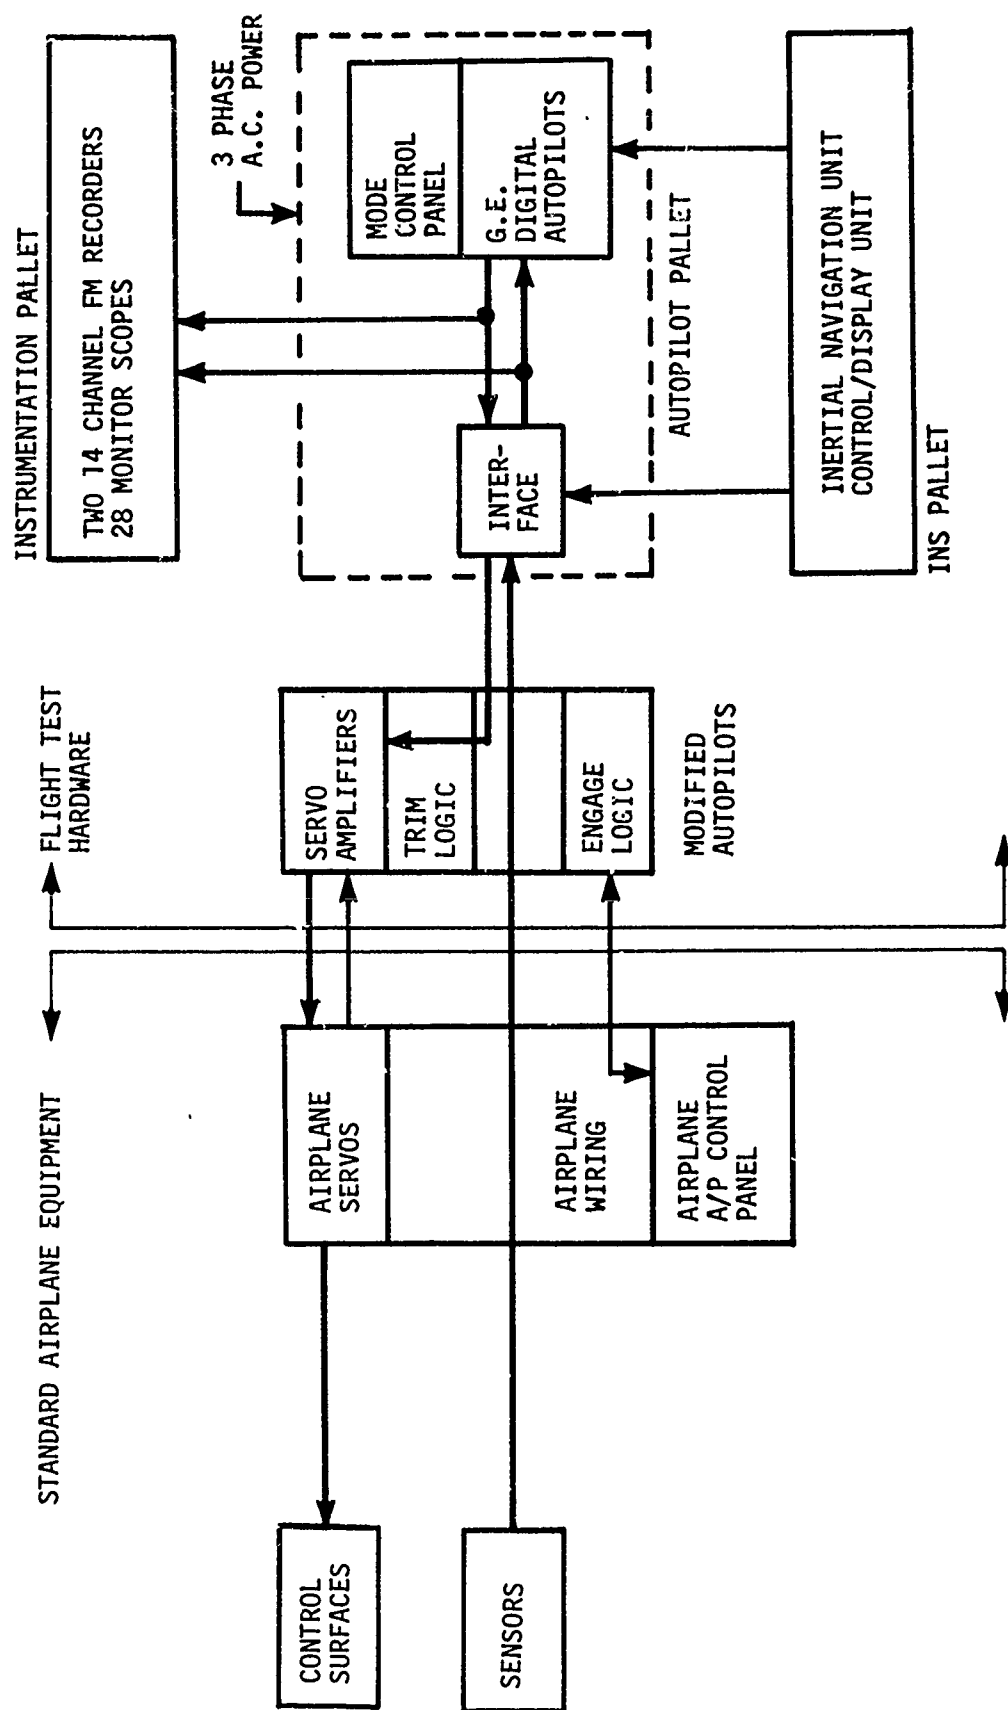 STANDARD AIRPLANE EQUIPMENT
FLIGHT TEST
HARDWARE
INSTRUMENTATION PALLET
TWO 14 CHANNEL FM RECORDERS
28 MONITOR SCOPES
3 PHASE
A.C. POWER
CONTROL
SURFACES
SENSORS
AIRPLANE
SERVOS
AIRPLANE
WIRING
AIRPLANE
A/P CONTROL
PANEL
SERVO
AMPLIFIERS
TRIM
LOGIC
ENGAGE
LOGIC
MODIFIED
AUTOPILOTS
INTER-
FACE
MODE
CONTROL
PANEL
G.E.
DIGITAL
AUTOPILOTS
AUTOPILOT PALLET
INERTIAL NAVIGATION UNIT
CONTROL/DISPLAY UNIT
INS PALLET